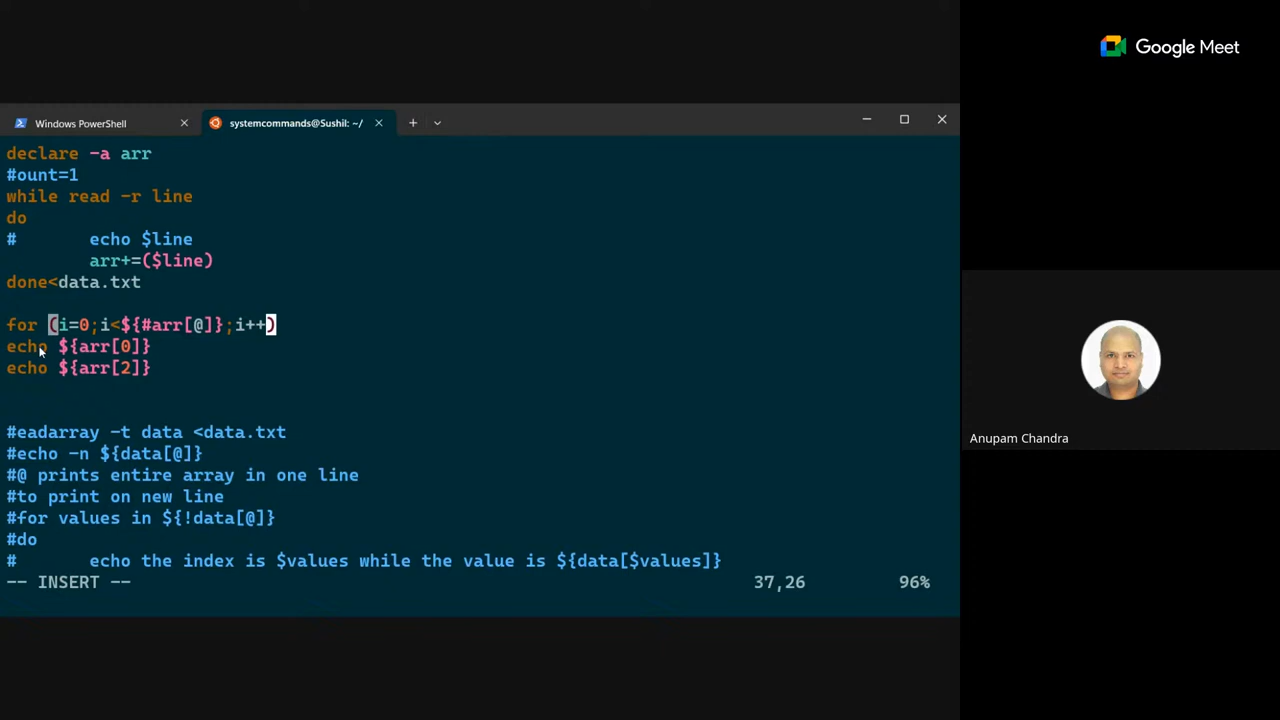 Google Meet
Windows PowerShell
systemcommands@Sushil: ~/
declare -a arr
#ount=1
while read -r line
do
#       echo $line
        arr+=($line)
done<data.txt
for (i=0;i<${#arr[@]};i++)
echo ${arr[0]}
echo ${arr[2]}
#eadarray -t data <data.txt
#echo -n ${data[@]}
#@ prints entire array in one line
#to print on new line
#for values in ${!data[@]}
#do
#       echo the index is $values while the value is ${data[$values]}
-- INSERT -- 37,26 96%
Anupam Chandra